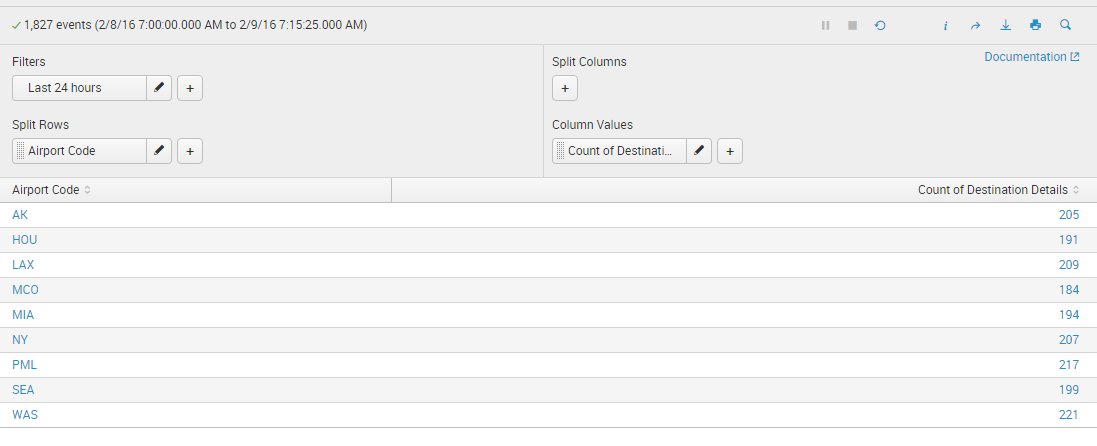 1,827 events (2/8/16 7:00:00.000 AM to 2/9/16 7:15:25.000 AM)
i
Documentation
Filters
Last 24 hours
+
Split Columns
+
Split Rows
Airport Code
+
Column Values
Count of Destinati...
+
Airport Code Count of Destination Details
AK 205
HOU 191
LAX 209
MCO 184
MIA 194
NY 207
PML 217
SEA 199
WAS 221